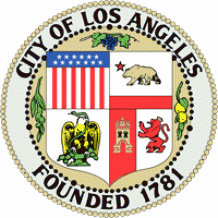 CITY OF LOS ANGELES
FOUNDED 1781